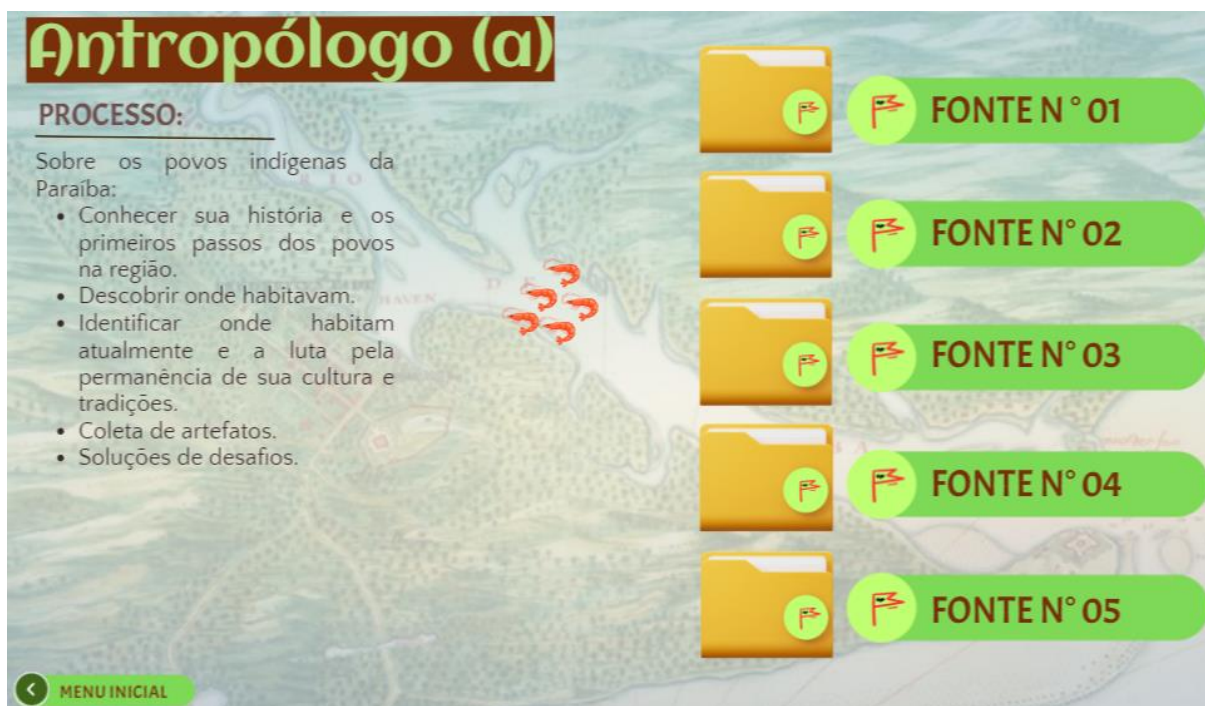 Antropólogo (a)
PROCESSO:
Sobre os povos indígenas da
Paraíba:
• Conhecer sua história e os
primeiros passos dos povos
na região.
• Descobrir onde habitavam.
• Identificar onde habitam
atualmente e a luta pela
permanência de sua cultura e
tradições.
• Coleta de artefatos.
• Soluções de desafios.
HAVEN
FONTE N° 01
FONTE N° 02
FONTE N° 03
FONTE N° 04
FONTE N° 05
MENU INICIAL